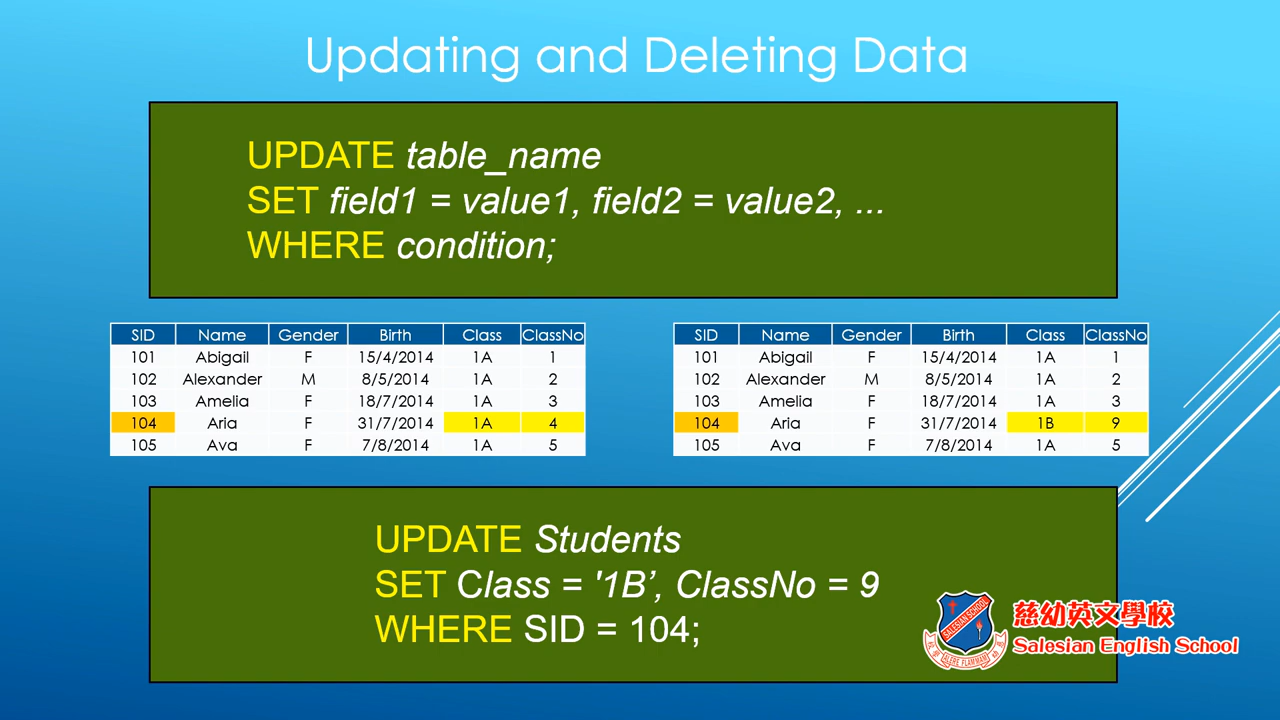 Updating and Deleting Data
UPDATE table_name
SET field1 = value1, field2 = value2, ...
WHERE condition;
SID Name Gender Birth Class ClassNo
101 Abigail F 15/4/2014 1A 1
102 Alexander M 8/5/2014 1A 2
103 Amelia F 18/7/2014 1A 3
104 Aria F 31/7/2014 1A 4
105 Ava F 7/8/2014 1A 5
SID Name Gender Birth Class ClassNo
101 Abigail F 15/4/2014 1A 1
102 Alexander M 8/5/2014 1A 2
103 Amelia F 18/7/2014 1A 3
104 Aria F 31/7/2014 1B 9
105 Ava F 7/8/2014 1A 5
UPDATE Students
SET Class = '1B’, ClassNo = 9
WHERE SID = 104;
SALESIAN SCHOOL
慈幼英文學校
Salesian English School